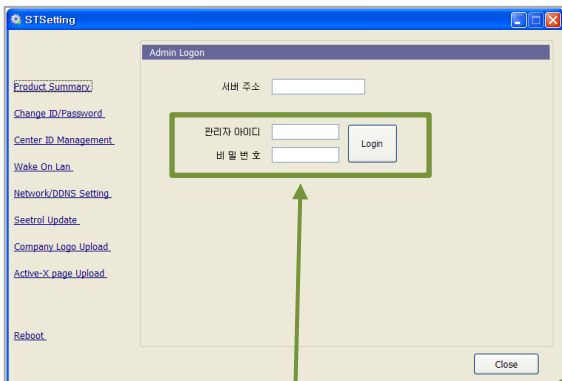 STSetting
Admin Logon
Product Summary
Change ID/Password
Center ID Management
Wake On Lan
Network/DDNS Setting
Seetrol Update
Company Logo Upload
Active-X page Upload
Reboot
서버 주소
관리자 아이디
비 밀 번 호
Login
Close